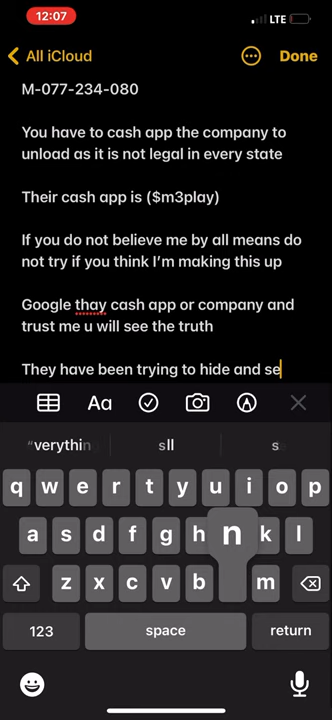 12:07
LTE
All iCloud
Done
M-077-234-080
You have to cash app the company to
unload as it is not legal in every state
Their cash app is ($m3play)
If you do not believe me by all means do
not try if you think I’m making this up
Google thay cash app or company and
trust me u will see the truth
They have been trying to hide and se
Aa
“verythin sll s
q w e r t y u i o p
a s d f g h n k l
z x c v b m
123 space return